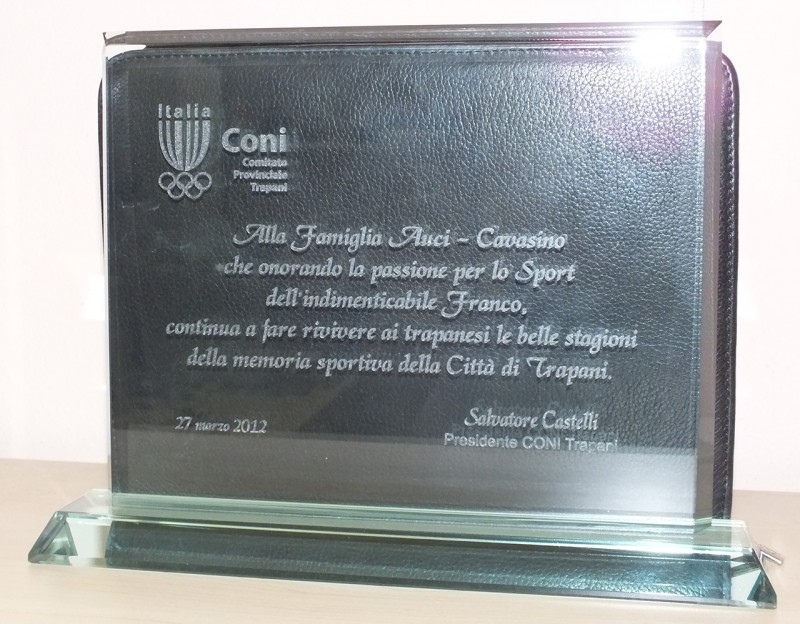 Italia
Coni
Comitato
Provinciale
Trapani
Alla Famiglia Auci - Cavasino
che onorando la passione per lo Sport
dell'indimenticabile Franco,
continua a fare rivivere ai trapanesi le belle stagioni
della memoria sportiva della Città di Trapani.
27 marzo 2012
Salvatore Castelli
Presidente CONI Trapani